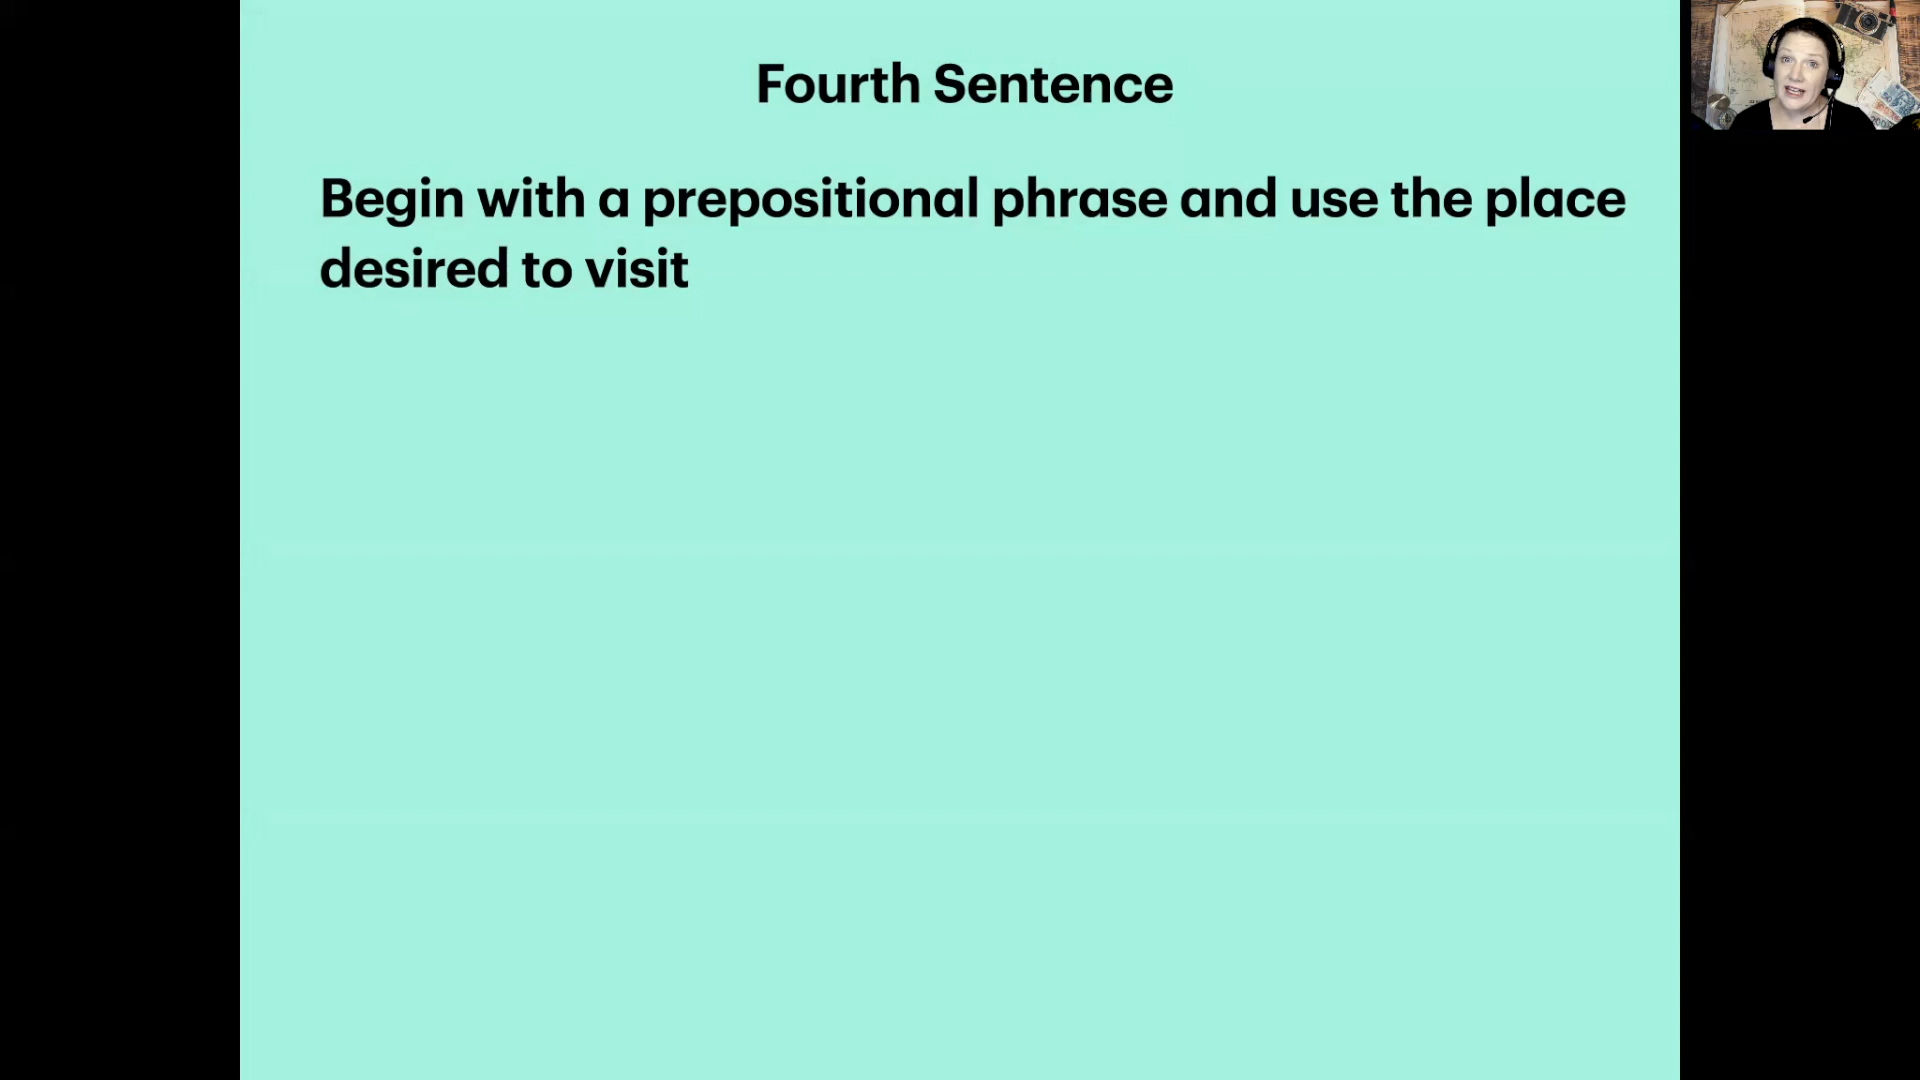 Fourth Sentence
Begin with a prepositional phrase and use the place
desired to visit